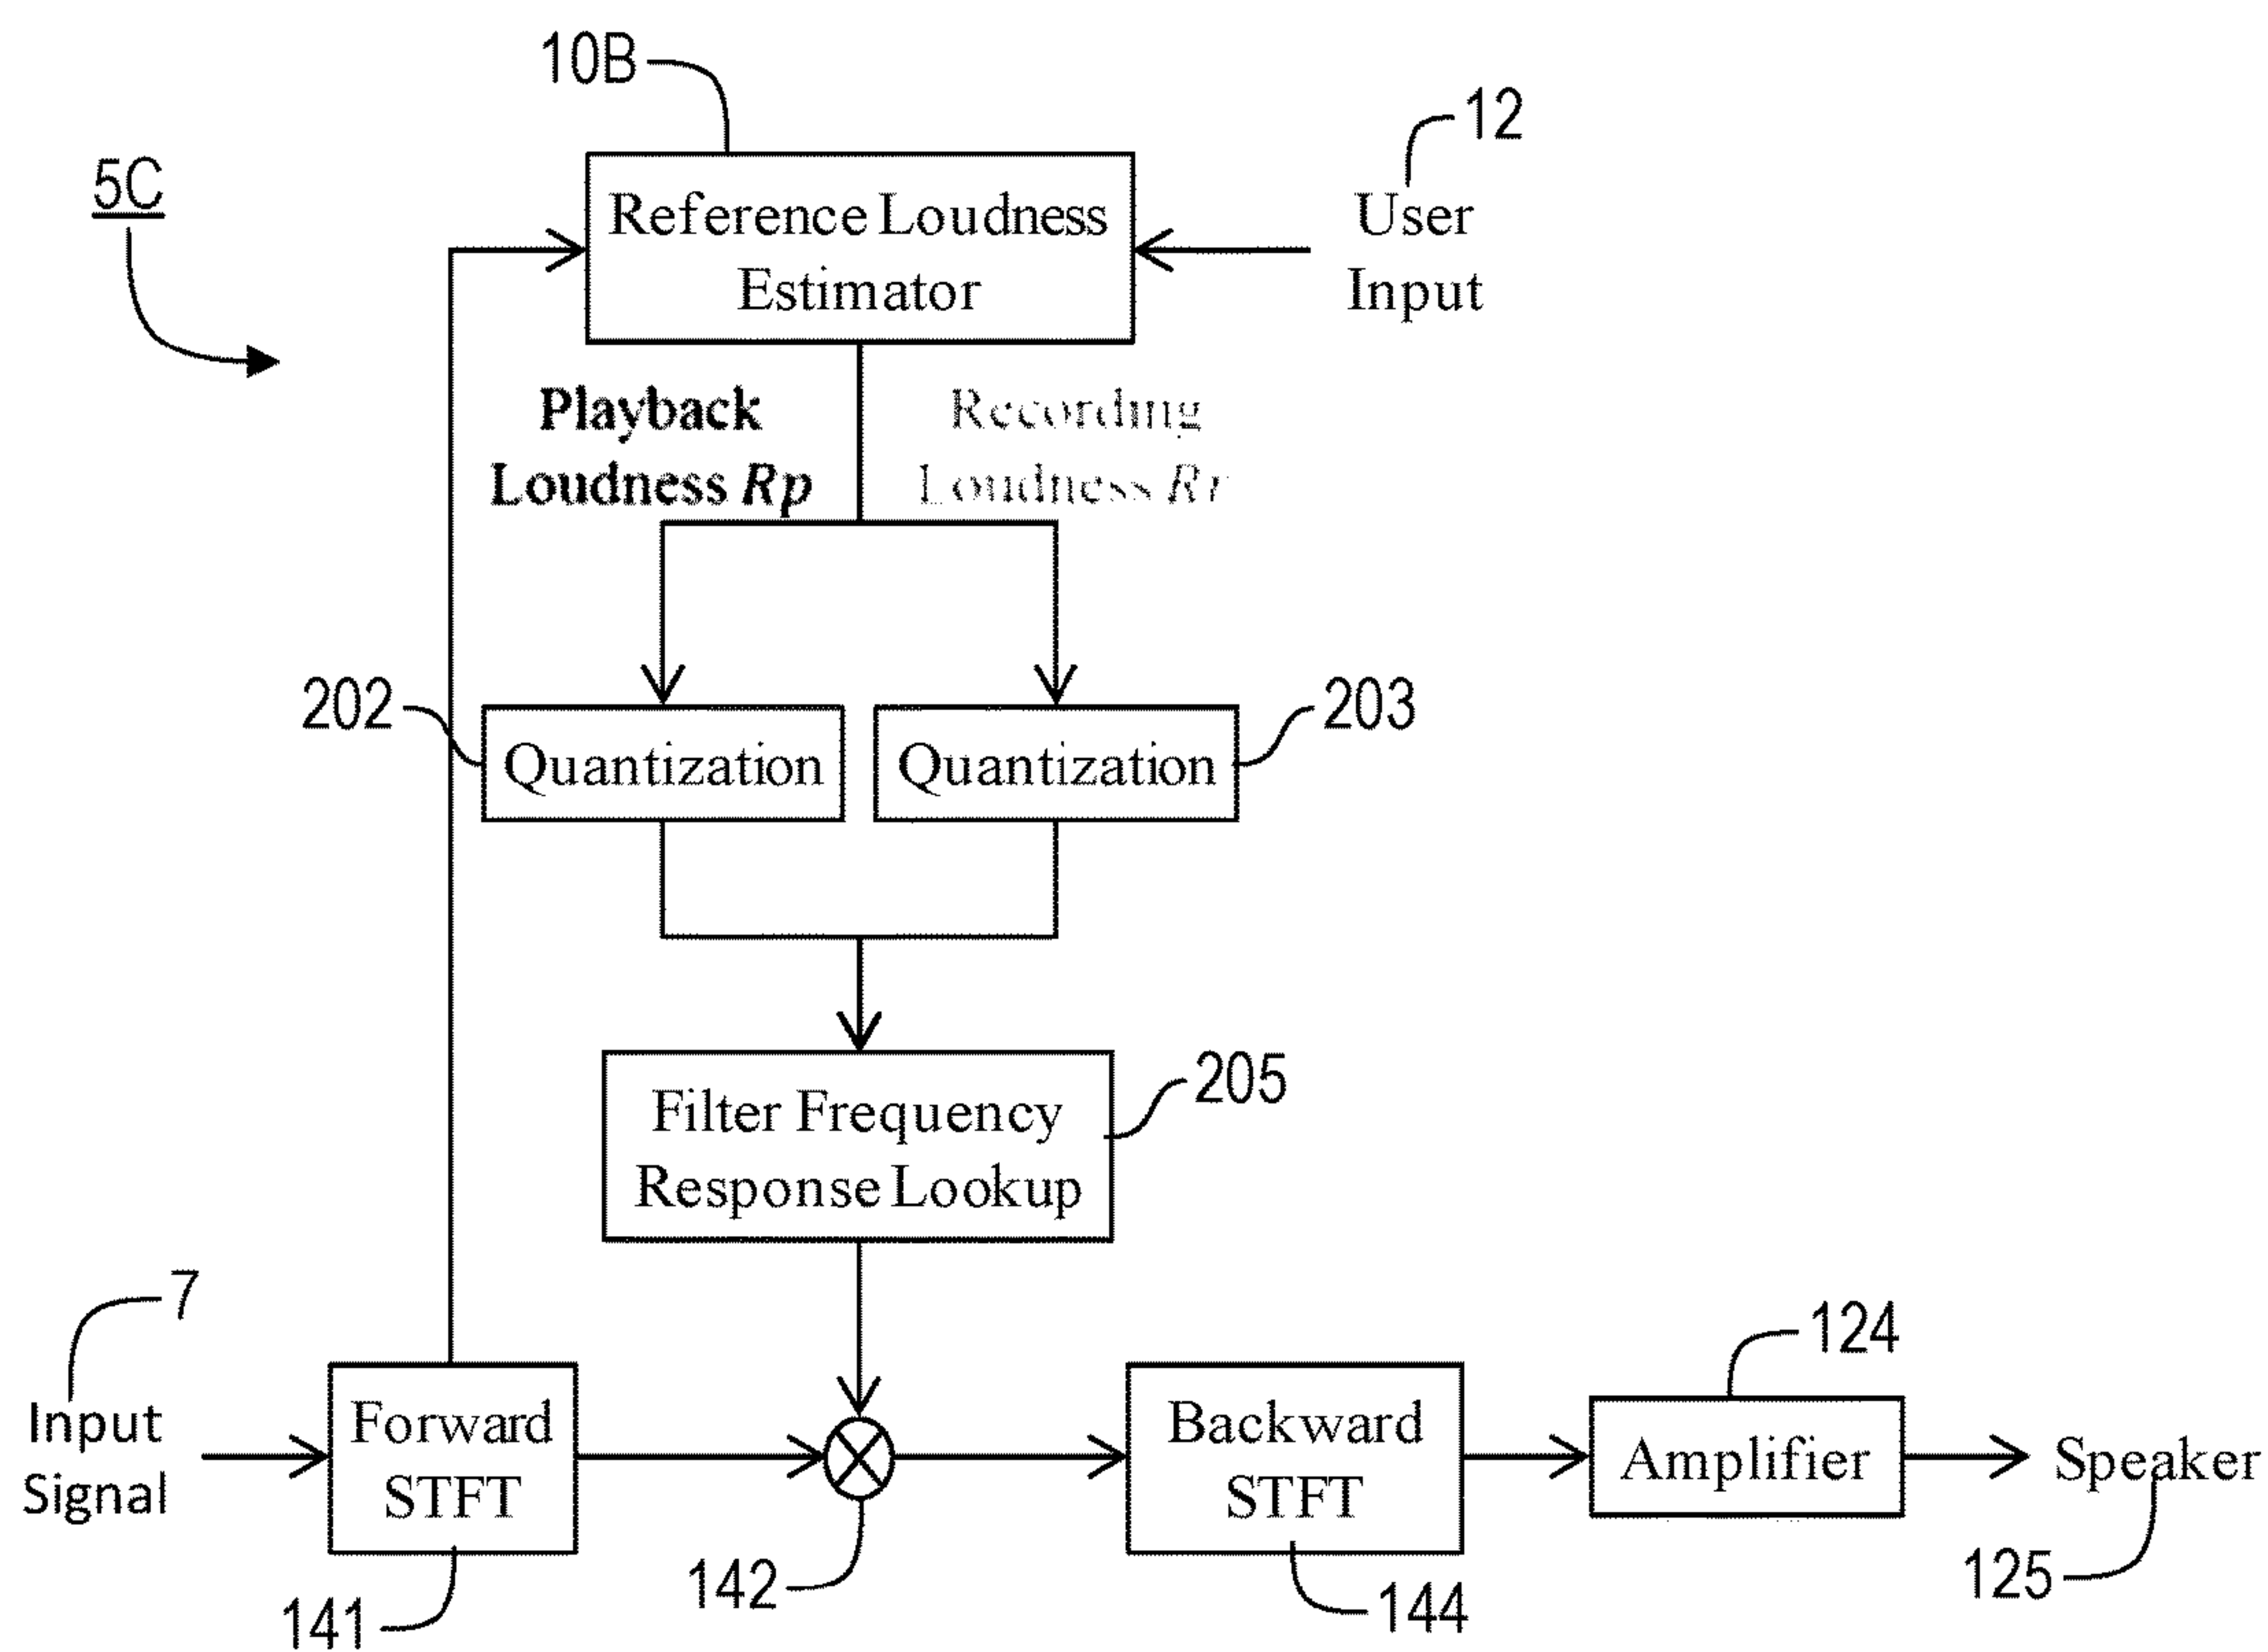 10B
12
5C
Reference Loudness
Estimator
User
Input
Playback
Loudness Rp
Recording
Loudness Rr
202
Quantization
Quantization
203
Filter Frequency
Response Lookup
205
7
Input
Signal
Forward
STFT
141
142
Backward
STFT
144
124
Amplifier
Speaker
125